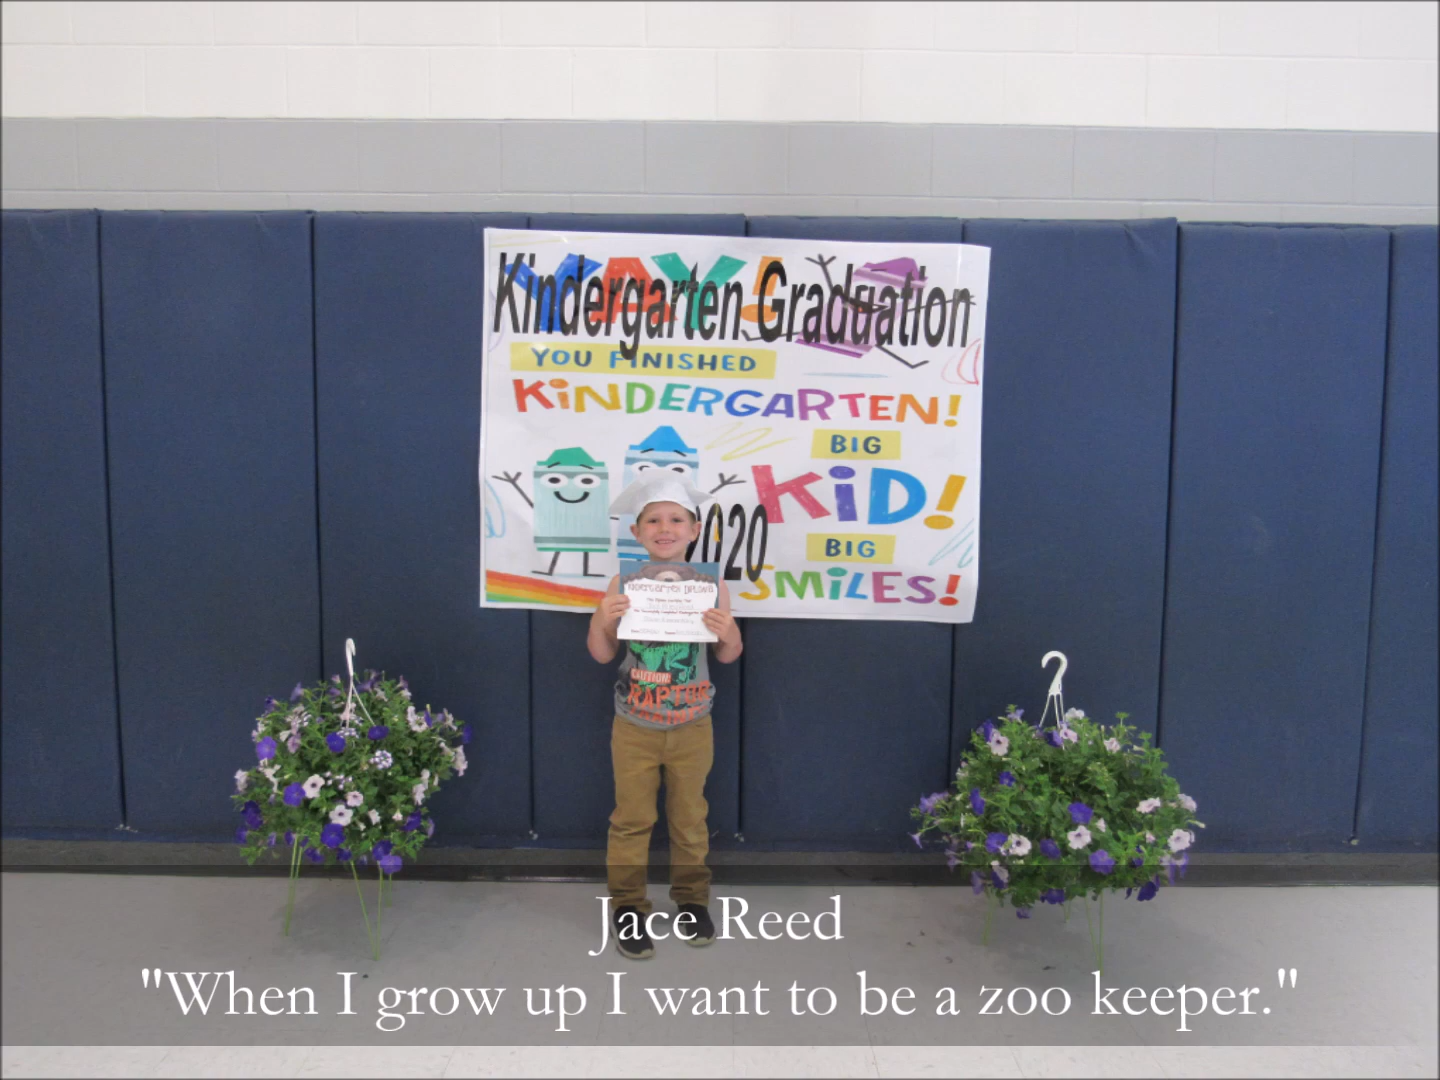 YAY!
Kindergarten Graduation
YOU FINISHED
KiNDERGARTEN!
BIG
KiD!
2020
BIG
SMiLES!
CAUTION:
RAPTOR
Jace Reed
"When I grow up I want to be a zoo keeper."